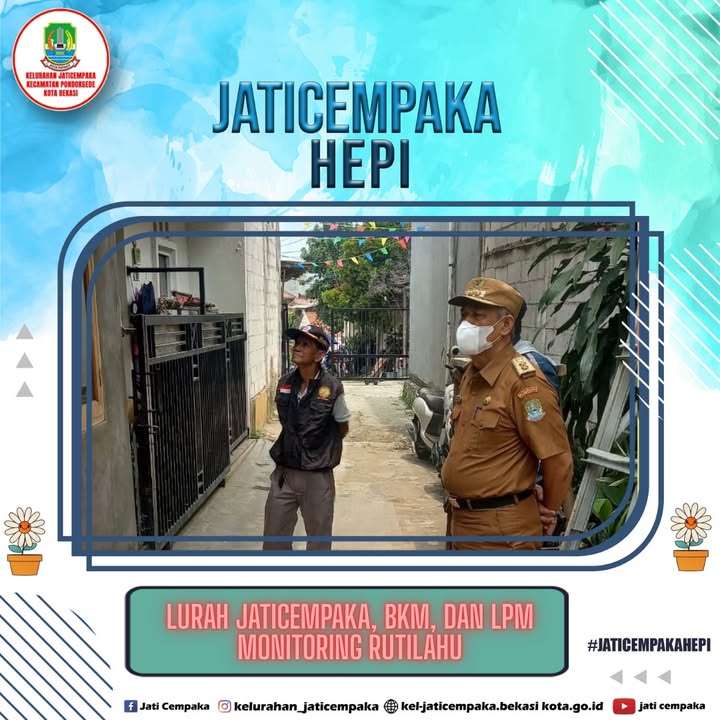 KELURAHAN JATICEMPAKA
KECAMATAN PONDOKGEDE
KOTA BEKASI
JATICEMPAKA
HEPI
LURAH JATICEMPAKA, BKM, DAN LPM
MONITORING RUTILAHU
#JATICEMPAKAHEPI
Jati Cempaka kelurahan_jaticempaka kel-jaticempaka.bekasi kota.go.id jati cempaka